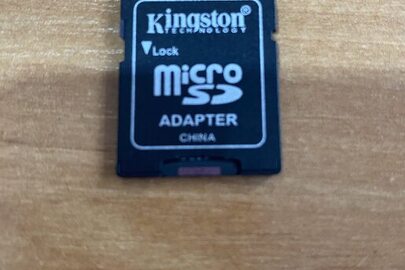 Kingston
TECHNOLOGY
Lock
micro
SD
ADAPTER
CHINA